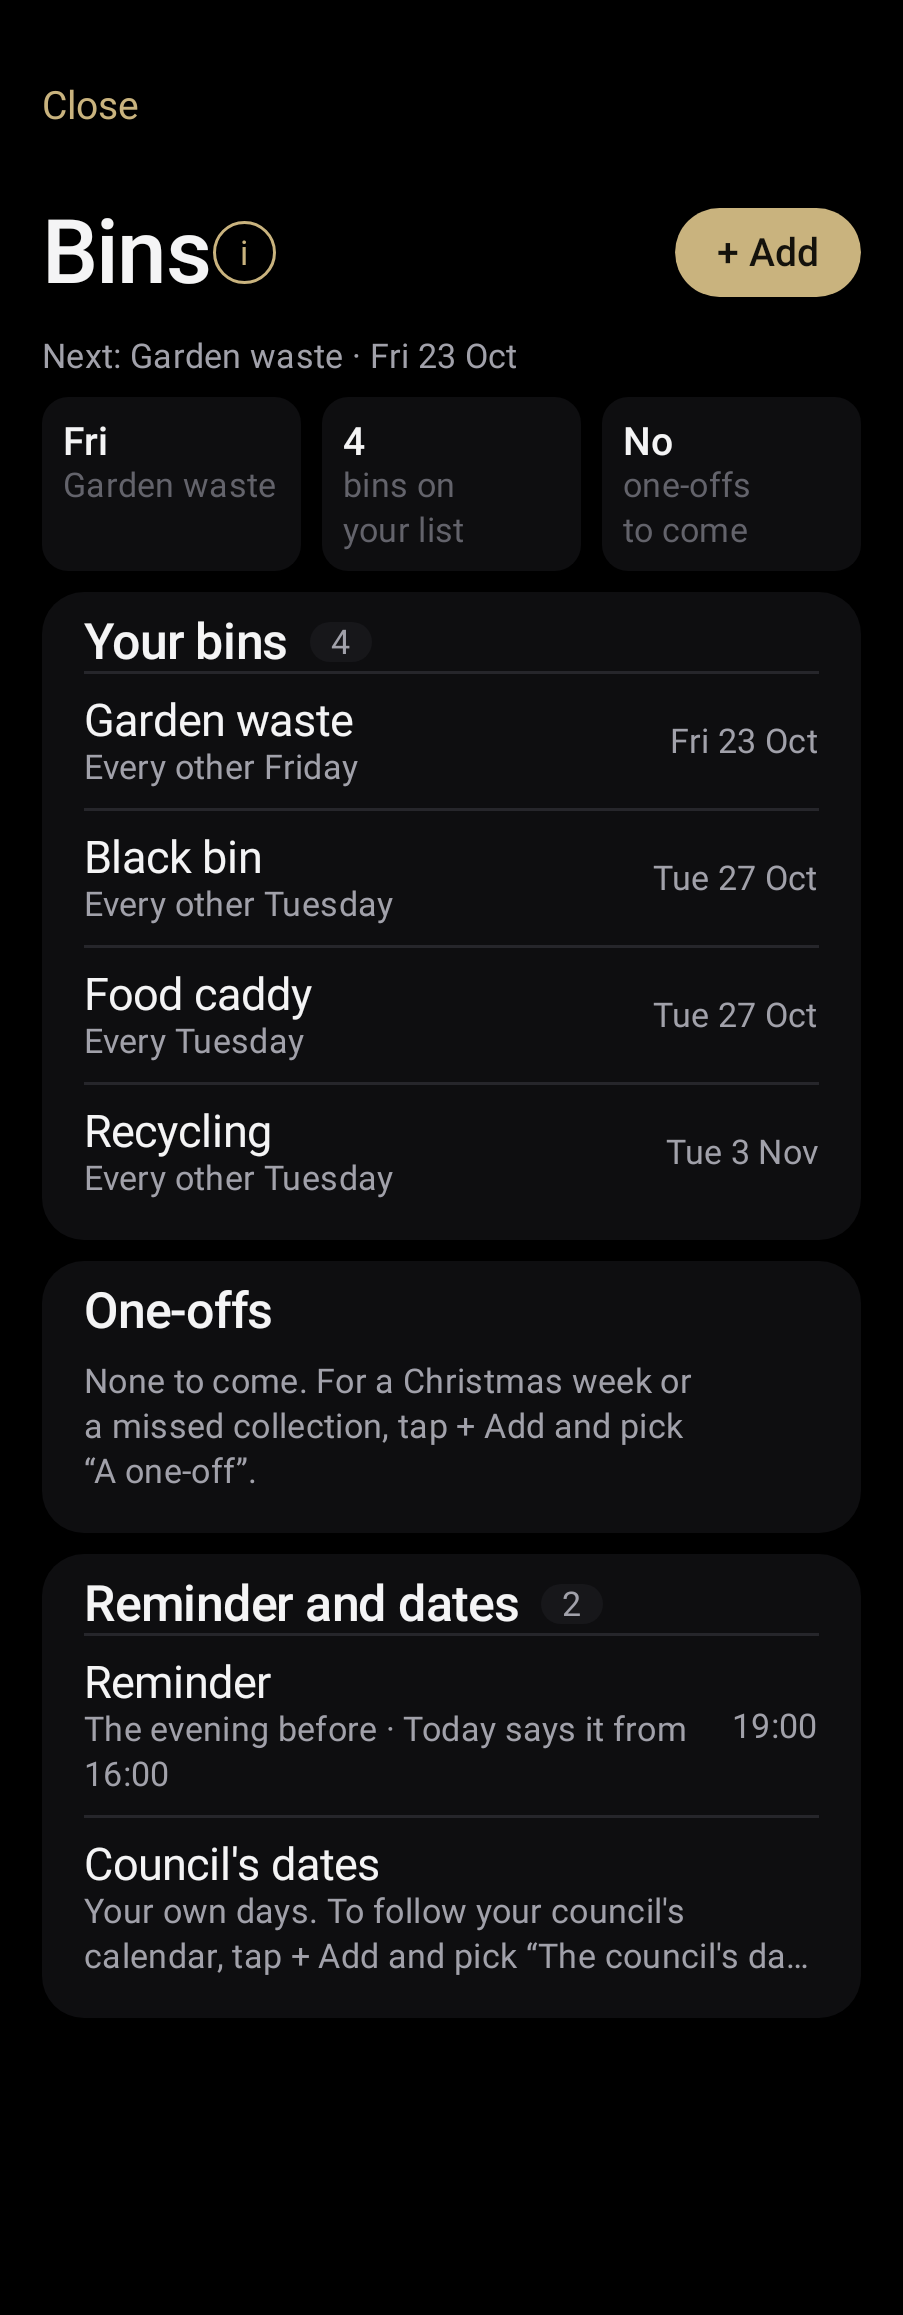 Close
Bins i
+ Add
Next: Garden waste · Fri 23 Oct
Fri
Garden waste
4
bins on
your list
No
one-offs
to come
Your bins 4
Garden waste
Every other Friday
Fri 23 Oct
Black bin
Every other Tuesday
Tue 27 Oct
Food caddy
Every Tuesday
Tue 27 Oct
Recycling
Every other Tuesday
Tue 3 Nov
One-offs
None to come. For a Christmas week or
a missed collection, tap + Add and pick
“A one-off”.
Reminder and dates 2
Reminder
The evening before · Today says it from
16:00
19:00
Council's dates
Your own days. To follow your council's
calendar, tap + Add and pick “The council's da…